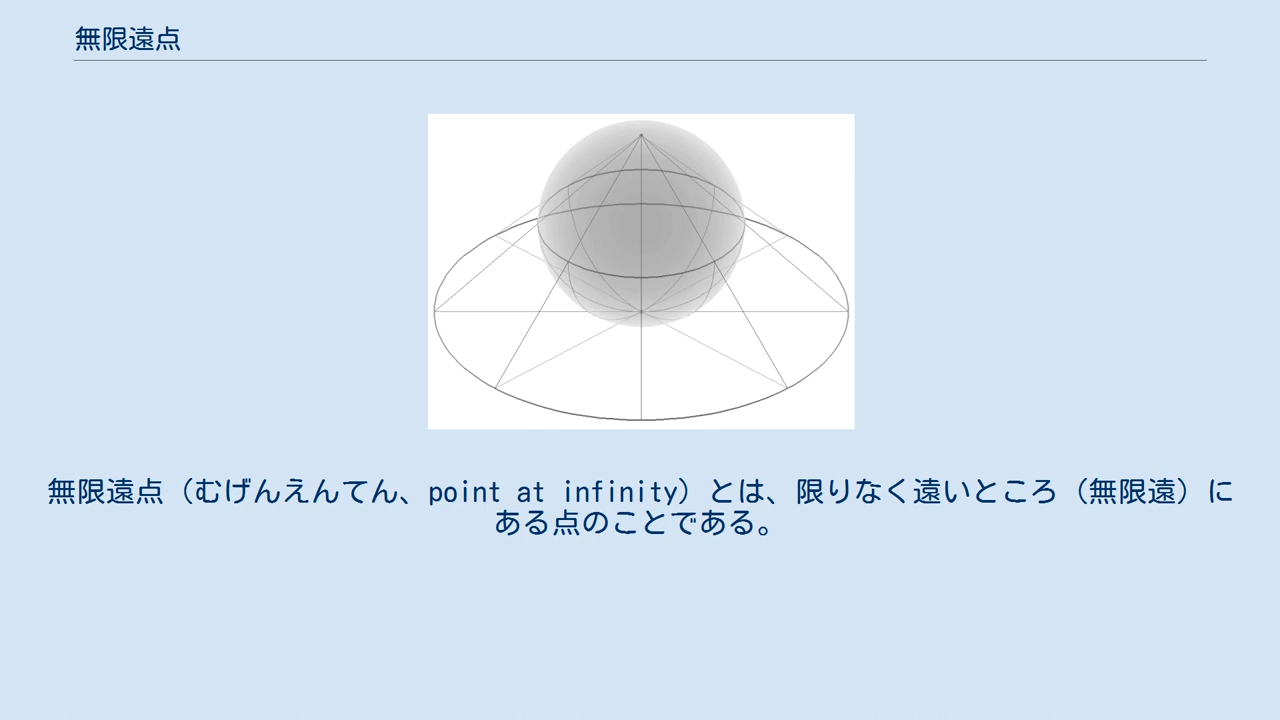 無限遠点
無限遠点（むげんえんてん、point at infinity）とは、限りなく遠いところ（無限遠）に
ある点のことである。